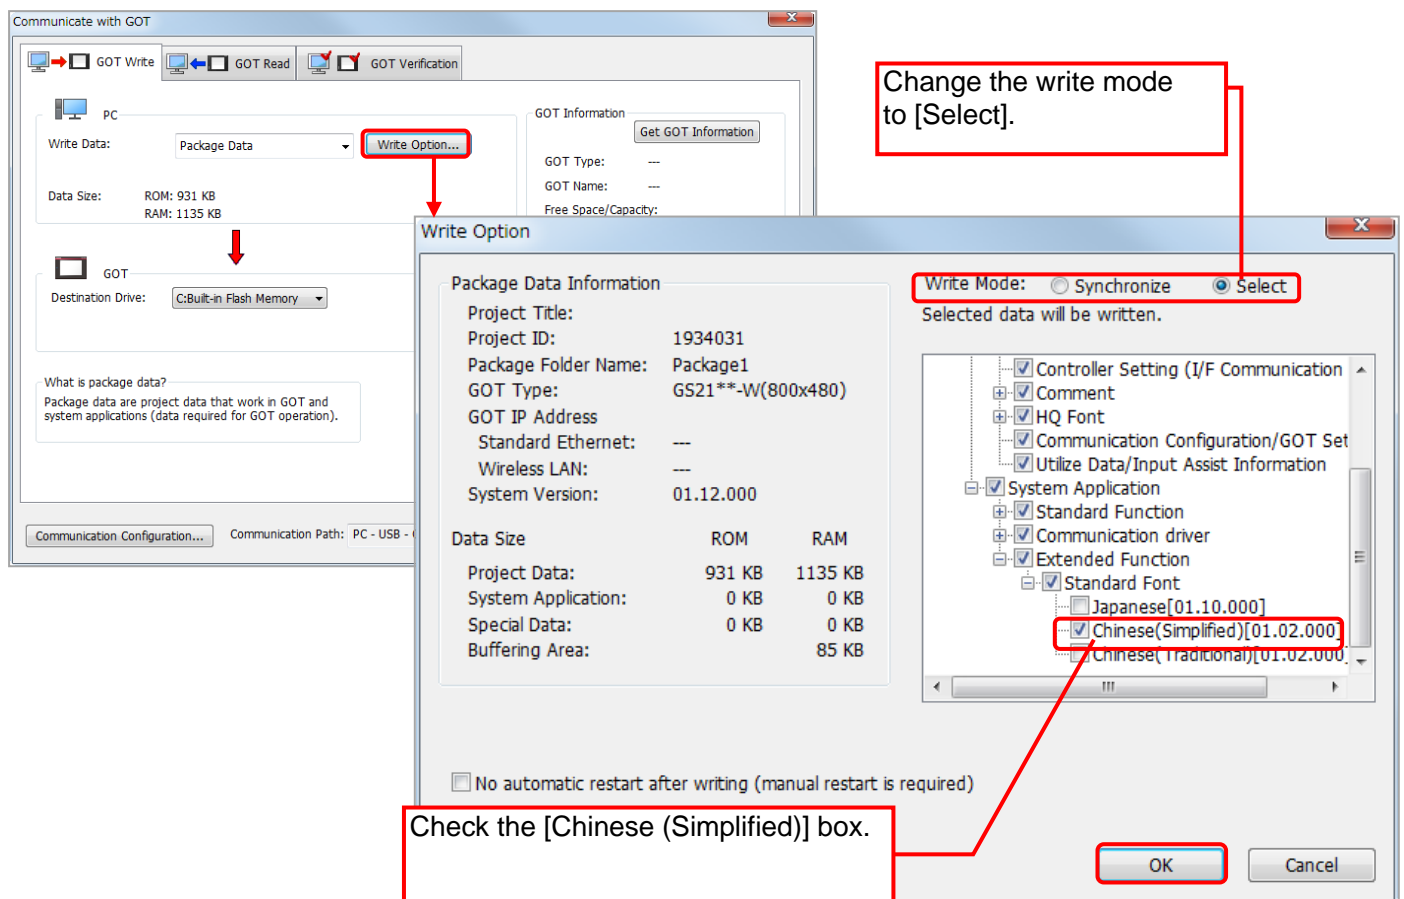 Communicate with GOT
GOT Write
GOT Read
GOT Verification
PC
Write Data:
Package Data
Write Option...
Data Size:
ROM: 931 KB
RAM: 1135 KB
GOT Information
Get GOT Information
GOT Type: ---
GOT Name: ---
Free Space/Capacity:
GOT
Destination Drive:
C:Built-in Flash Memory
What is package data?
Package data are project data that work in GOT and
system applications (data required for GOT operation).
Communication Configuration...
Communication Path: PC - USB -
Change the write mode
to [Select].
Write Option
Package Data Information
Project Title:
Project ID: 1934031
Package Folder Name: Package1
GOT Type: GS21**-W(800x480)
GOT IP Address
Standard Ethernet: ---
Wireless LAN: ---
System Version: 01.12.000
Data Size ROM RAM
Project Data: 931 KB 1135 KB
System Application: 0 KB 0 KB
Special Data: 0 KB 0 KB
Buffering Area: 85 KB
Write Mode: Synchronize Select
Selected data will be written.
Controller Setting (I/F Communication
Comment
HQ Font
Communication Configuration/GOT Set
Utilize Data/Input Assist Information
System Application
Standard Function
Communication driver
Extended Function
Standard Font
Japanese[01.10.000]
Chinese(Simplified)[01.02.000]
Chinese(Traditional)[01.02.000]
No automatic restart after writing (manual restart is required)
Check the [Chinese (Simplified)] box.
OK
Cancel